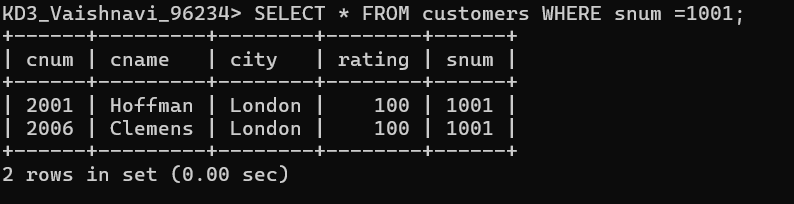 KD3_Vaishnavi_96234> SELECT * FROM customers WHERE snum =1001;
+------+---------+--------+--------+------+
| cnum | cname   | city   | rating | snum |
+------+---------+--------+--------+------+
| 2001 | Hoffman | London |    100 | 1001 |
| 2006 | Clemens | London |    100 | 1001 |
+------+---------+--------+--------+------+
2 rows in set (0.00 sec)